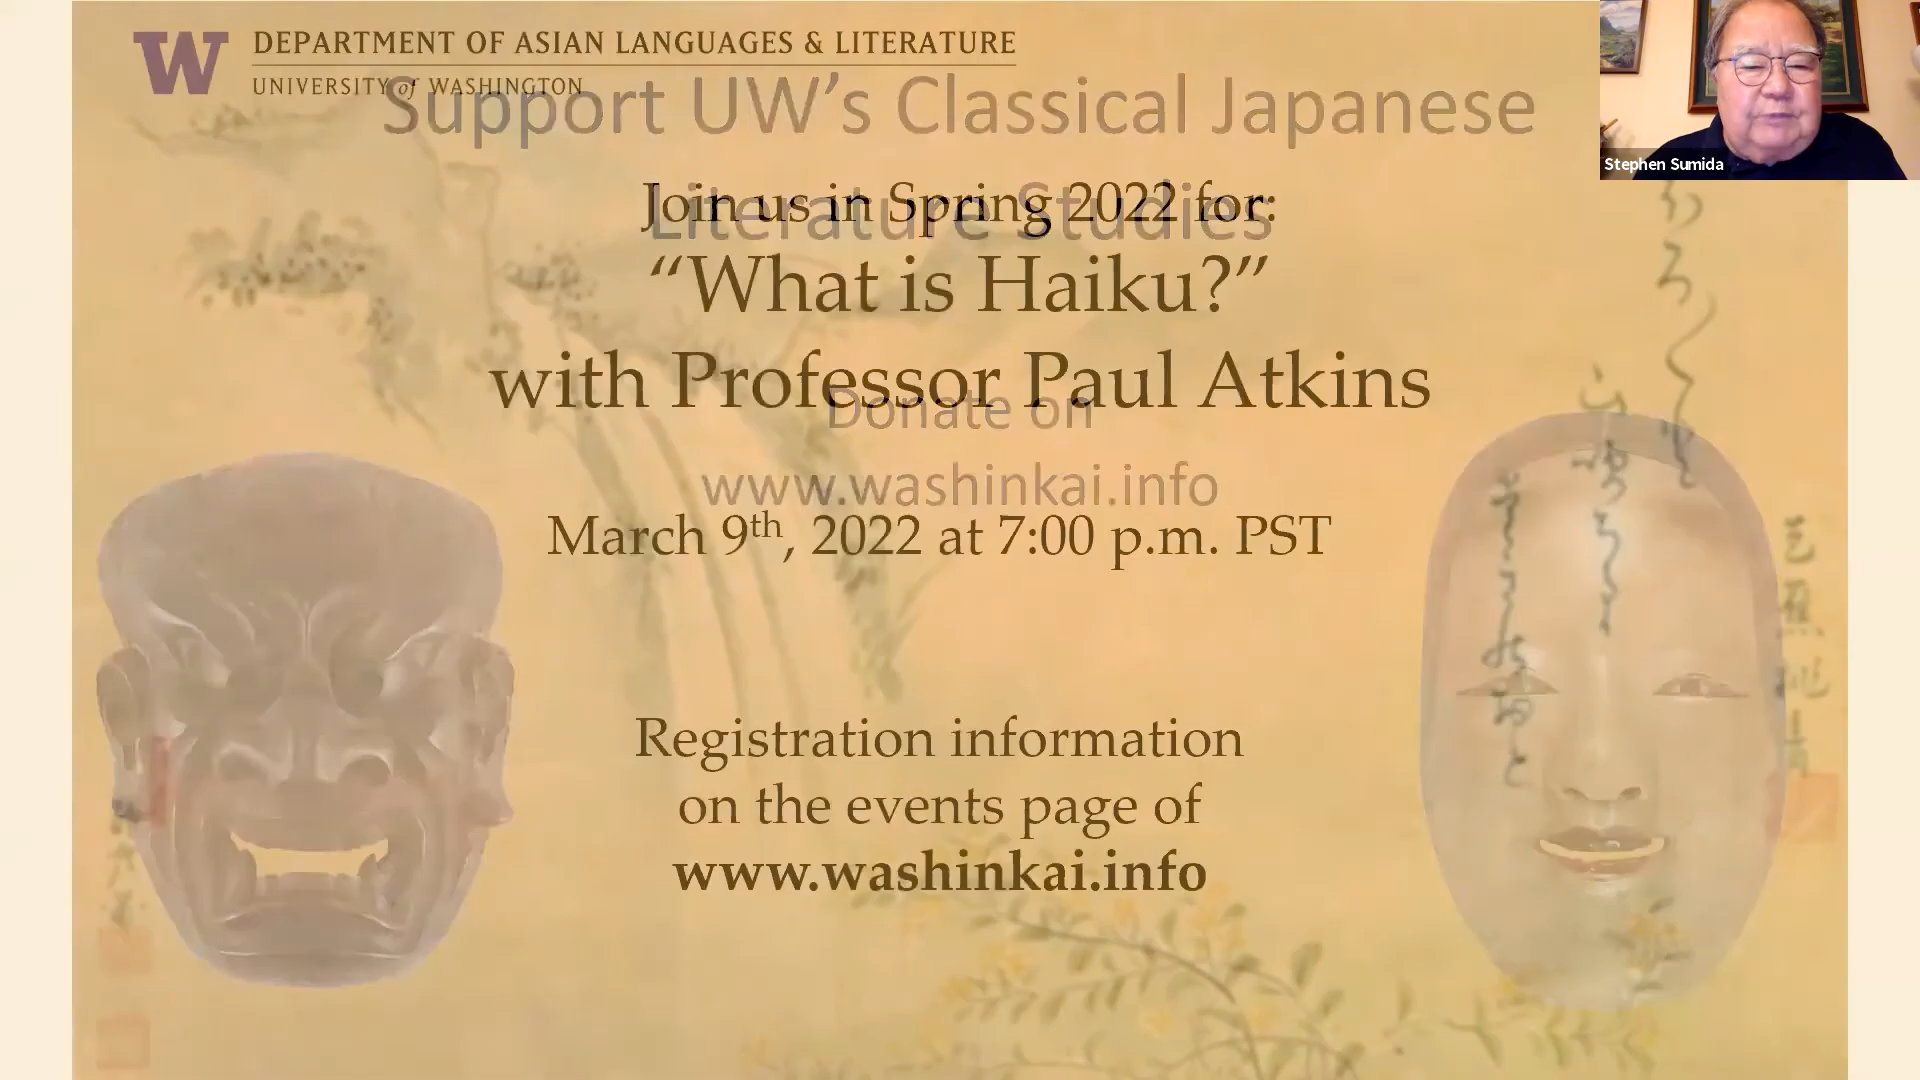 DEPARTMENT OF ASIAN LANGUAGES & LITERATURE
UNIVERSITY of WASHINGTON
Support UW’s Classical Japanese
Literature Studies
Join us in Spring 2022 for:
“What is Haiku?”
with Professor Paul Atkins
Donate on
www.washinkai.info
March 9th, 2022 at 7:00 p.m. PST
Registration information
on the events page of
www.washinkai.info
Stephen Sumida